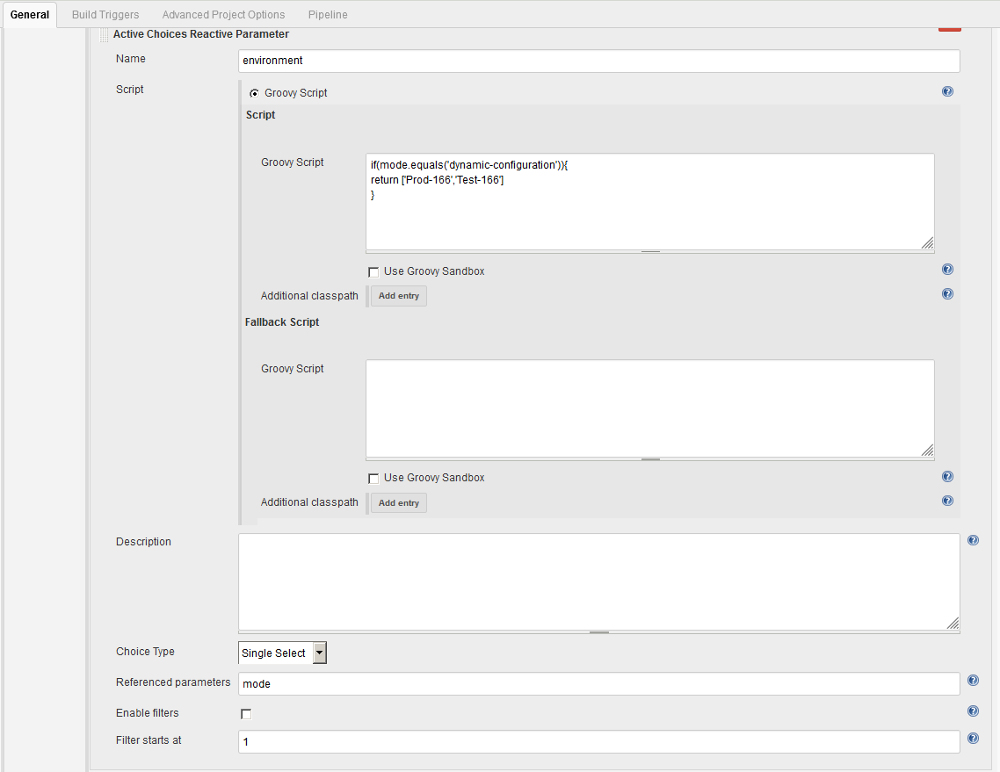 General Build Triggers Advanced Project Options Pipeline
Active Choices Reactive Parameter
Name environment
Script Groovy Script
Script
Groovy Script if(mode.equals('dynamic-configuration')){
return ['Prod-166','Test-166']
}
Use Groovy Sandbox
Additional classpath Add entry
Fallback Script
Groovy Script
Use Groovy Sandbox
Additional classpath Add entry
Description
Choice Type Single Select
Referenced parameters mode
Enable filters
Filter starts at 1